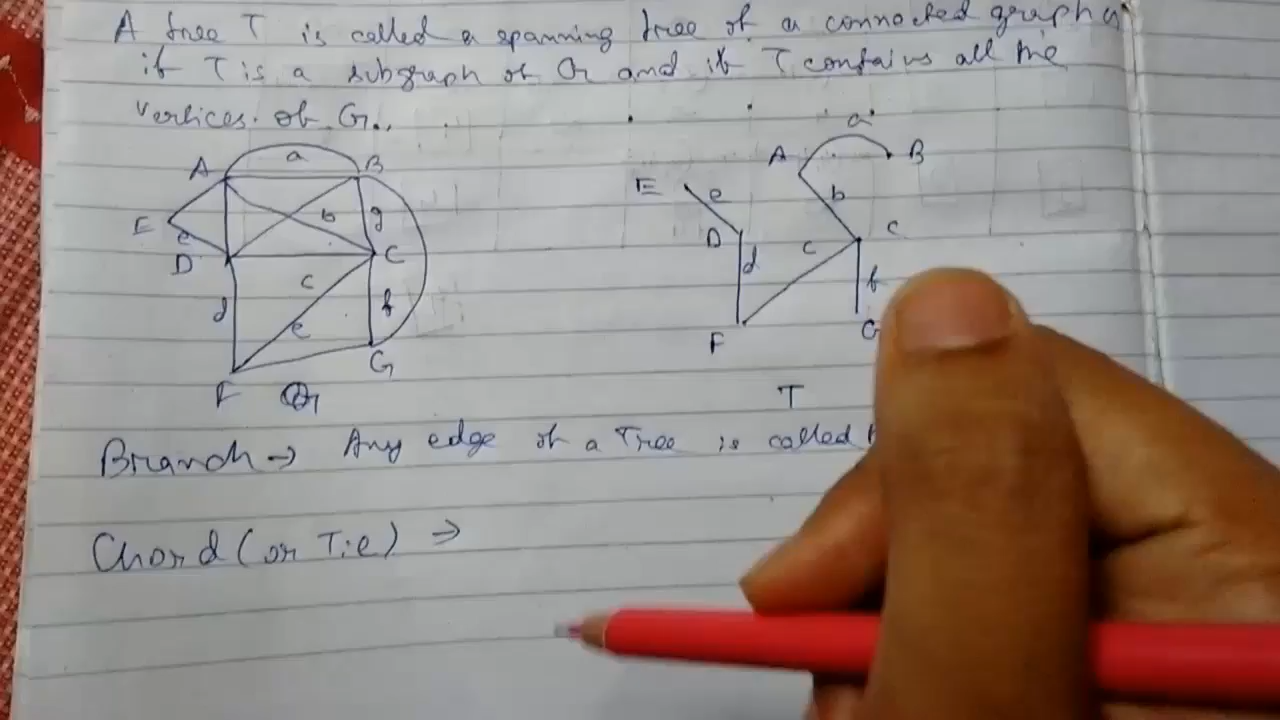 A tree T is called a spanning tree of a connected graph G
if T is a subgraph of G and if T contains all the
vertices of G.
A a B
E e D b g C
c
d e f
F G
G
A a B
E e b
D d c C
f
F G
T
Branch → Any edge of a Tree is called
Chord (or Tie) →